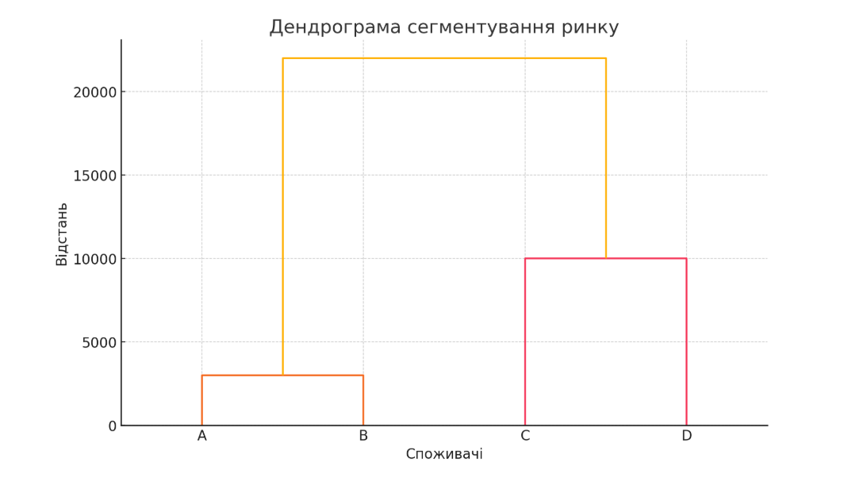 Дендрограма сегментування ринку
Відстань
20000
15000
10000
5000
0
A
B
C
D
Споживачі